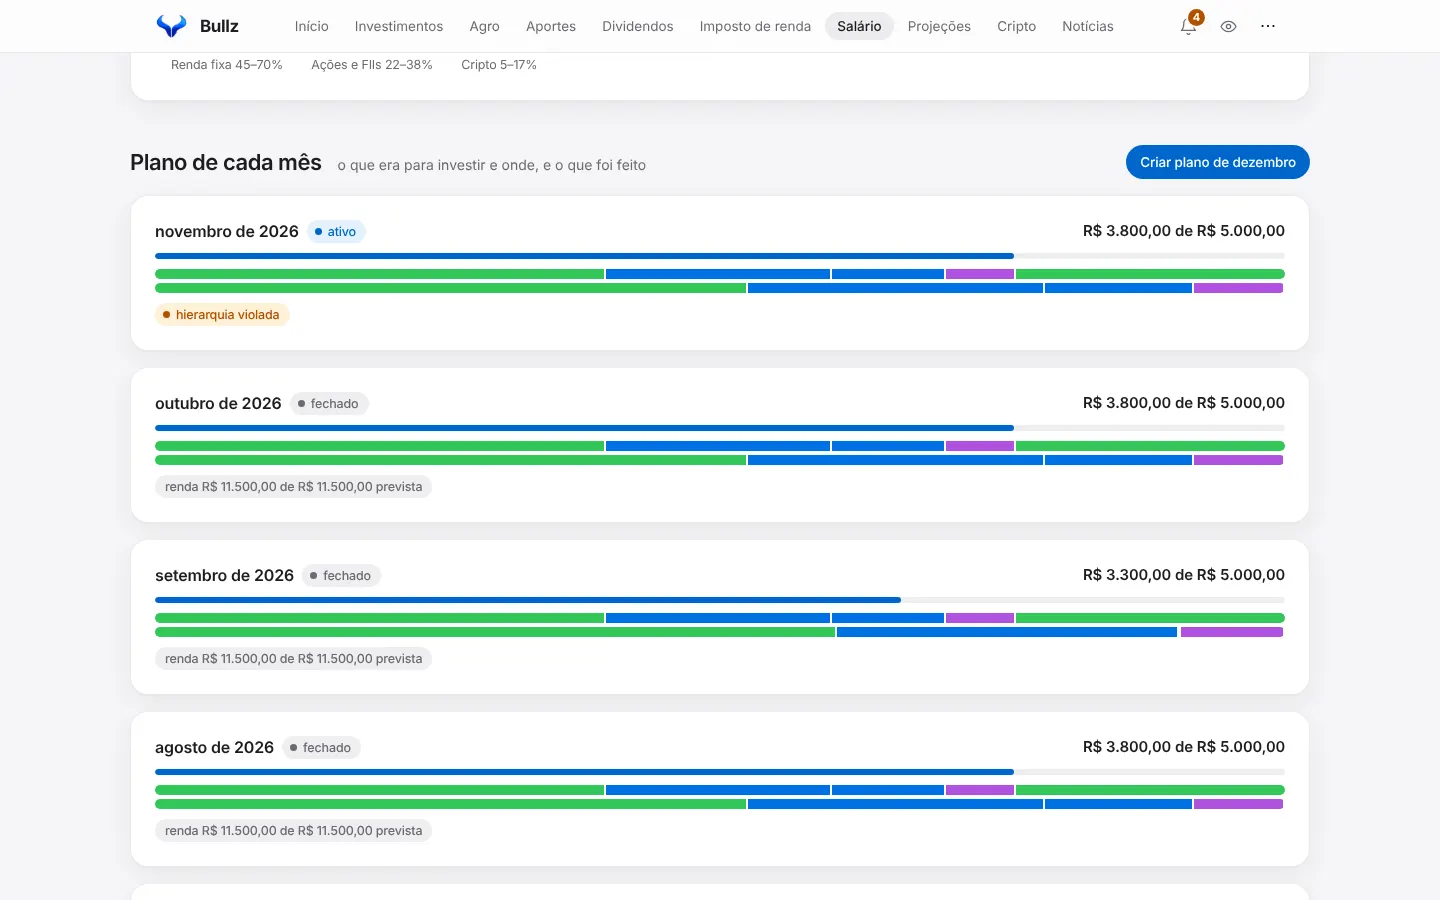 Bullz
Início
Investimentos
Agro
Aportes
Dividendos
Imposto de renda
Salário
Projeções
Cripto
Notícias
4
Renda fixa 45–70%
Ações e FIIs 22–38%
Cripto 5–17%
Plano de cada mês
o que era para investir e onde, e o que foi feito
Criar plano de dezembro
novembro de 2026
ativo
R$ 3.800,00 de R$ 5.000,00
hierarquia violada
outubro de 2026
fechado
R$ 3.800,00 de R$ 5.000,00
renda R$ 11.500,00 de R$ 11.500,00 prevista
setembro de 2026
fechado
R$ 3.300,00 de R$ 5.000,00
renda R$ 11.500,00 de R$ 11.500,00 prevista
agosto de 2026
fechado
R$ 3.800,00 de R$ 5.000,00
renda R$ 11.500,00 de R$ 11.500,00 prevista